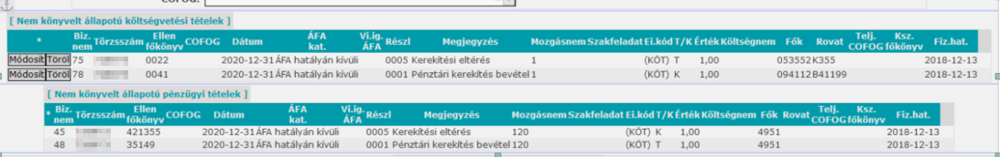 [ Nem könyvelt állapotú költségvetési tételek ]
* Biz. nem Törzsszám Ellen főkönyv COFOG Dátum ÁFA kat. Vi.ig. ÁFA Részl Megjegyzés Mozgásnem Szakfeladat Ei.kód T/K Érték Költségnem Fők Rovat Telj. COFOG Ksz. főkönyv Fiz.hat.
Módosít Töröl 75 0022 2020-12-31 ÁFA hatályán kívüli 0005 Kerekítési eltérés 1 (KÖT) T 1,00 053552 K355 2018-12-13
Módosít Töröl 78 0041 2020-12-31 ÁFA hatályán kívüli 0001 Pénztári kerekítés bevétel 1 (KÖT) K 1,00 094112 B41199 2018-12-13
[ Nem könyvelt állapotú pénzügyi tételek ]
* Biz. nem Törzsszám Ellen főkönyv COFOG Dátum ÁFA kat. Vi.ig. ÁFA Részl Megjegyzés Mozgásnem Szakfeladat Ei.kód T/K Érték Költségnem Fők Rovat Telj. COFOG Ksz. főkönyv Fiz.hat.
45 421355 2020-12-31 ÁFA hatályán kívüli 0005 Kerekítési eltérés 120 (KÖT) K 1,00 4951 2018-12-13
48 35149 2020-12-31 ÁFA hatályán kívüli 0001 Pénztári kerekítés bevétel 120 (KÖT) T 1,00 4951 2018-12-13